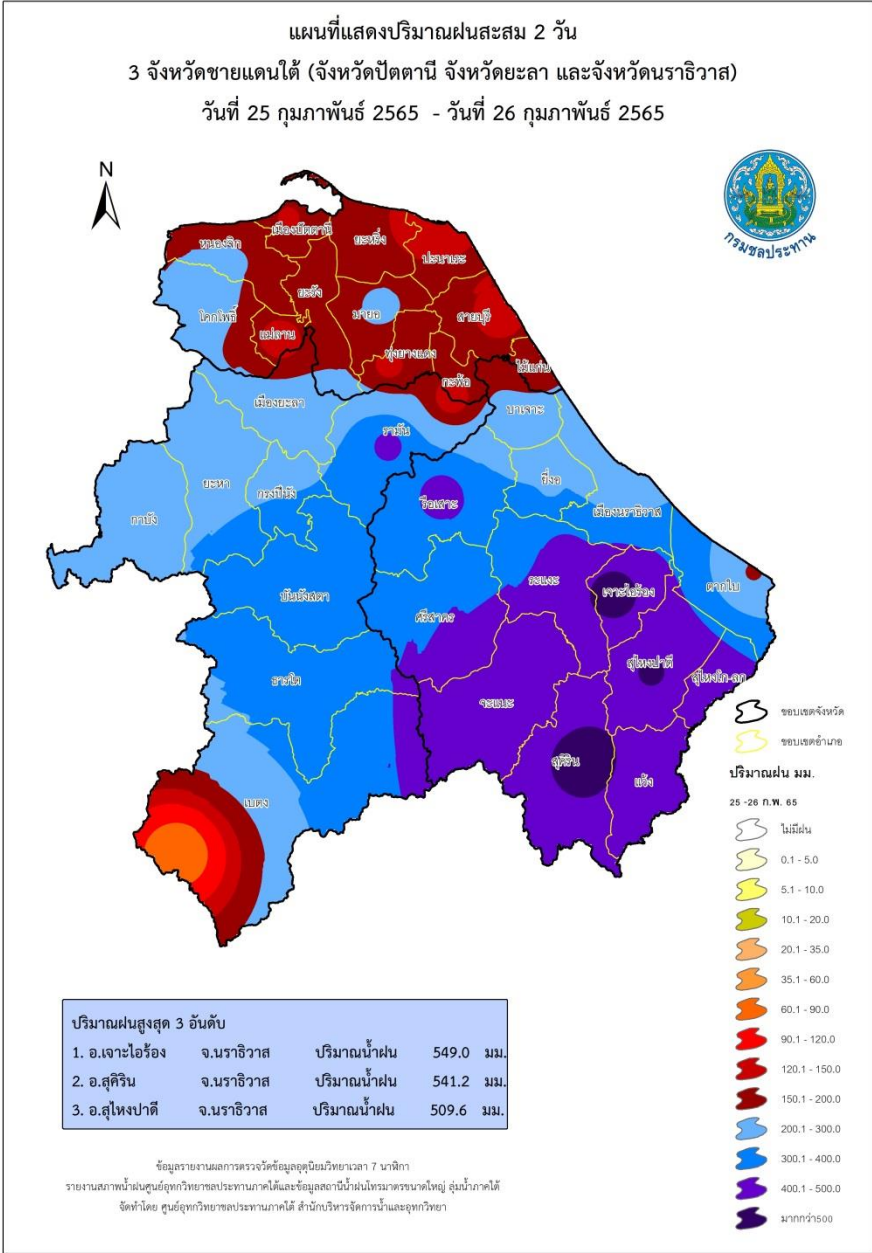 แผนที่แสดงปริมาณฝนสะสม 2 วัน
3 จังหวัดชายแดนใต้ (จังหวัดปัตตานี จังหวัดยะลา และจังหวัดนราธิวาส)
วันที่ 25 กุมภาพันธ์ 2565 - วันที่ 26 กุมภาพันธ์ 2565
N
กรมชลประทาน
เมืองปัตตานี
หนองจิก
ยะหริ่ง
ปะนาเระ
ยะรัง
โคกโพธิ์
มายอ
สายบุรี
แม่ลาน
ทุ่งยางแดง
ไม้แก่น
กะพ้อ
เมืองยะลา
บาเจาะ
รามัน
ยี่งอ
ยะหา
กรงปินัง
รือเสาะ
เมืองนราธิวาส
กาบัง
ระแงะ
ตากใบ
เจาะไอร้อง
บันนังสตา
ศรีสาคร
สุไหงปาดี
ธารโต
สุไหงโก-ลก
จะแนะ
สุคิริน
แว้ง
เบตง
ขอบเขตจังหวัด
ขอบเขตอำเภอ
ปริมาณฝน มม.
25 -26 ก.พ. 65
ไม่มีฝน
0.1 - 5.0
5.1 - 10.0
10.1 - 20.0
20.1 - 35.0
35.1 - 60.0
60.1 - 90.0
90.1 - 120.0
120.1 - 150.0
150.1 - 200.0
200.1 - 300.0
300.1 - 400.0
400.1 - 500.0
มากกว่า500
ปริมาณฝนสูงสุด 3 อันดับ
1. อ.เจาะไอร้อง จ.นราธิวาส ปริมาณน้ำฝน 549.0 มม.
2. อ.สุคิริน จ.นราธิวาส ปริมาณน้ำฝน 541.2 มม.
3. อ.สุไหงปาดี จ.นราธิวาส ปริมาณน้ำฝน 509.6 มม.
ข้อมูลรายงานผลการตรวจวัดข้อมูลอุตุนิยมวิทยาเวลา 7 นาฬิกา
รายงานสภาพน้ำฝนศูนย์อุทกวิทยาชลประทานภาคใต้และข้อมูลสถานีน้ำฝนโทรมาตรขนาดใหญ่ ลุ่มน้ำภาคใต้
จัดทำโดย ศูนย์อุทกวิทยาชลประทานภาคใต้ สำนักบริหารจัดการน้ำและอุทกวิทยา